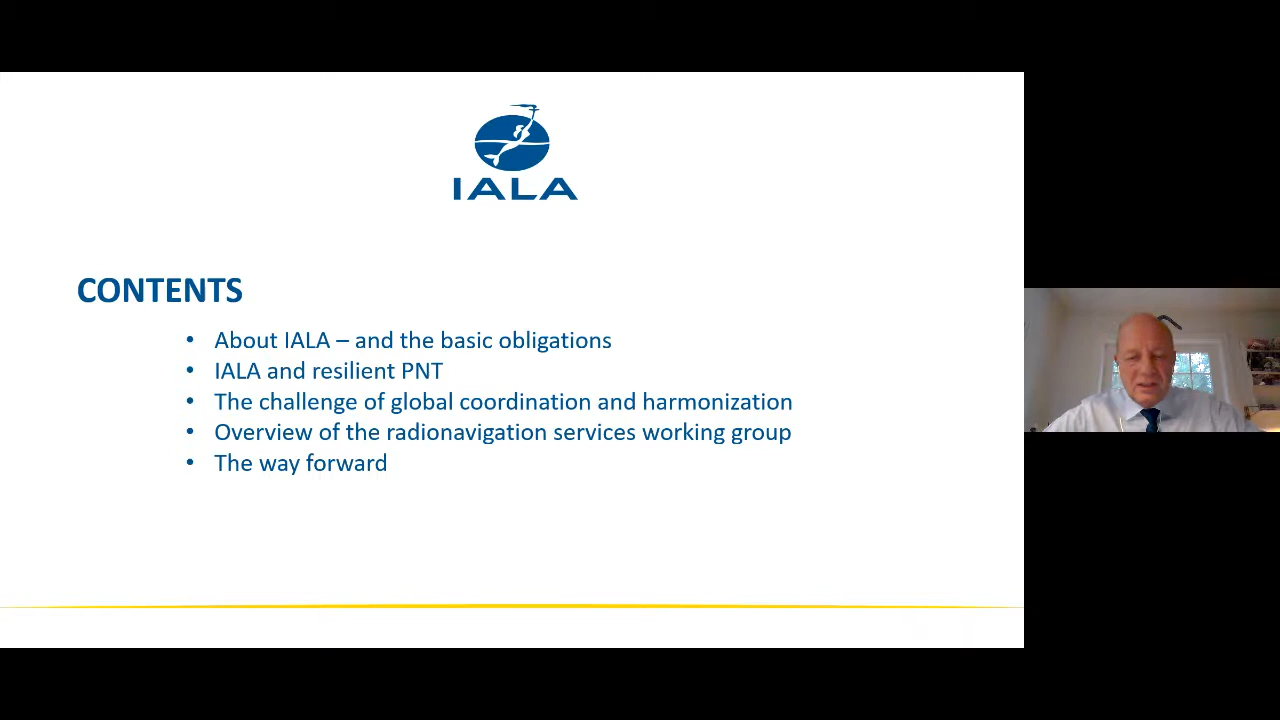 IALA
CONTENTS
• About IALA – and the basic obligations
• IALA and resilient PNT
• The challenge of global coordination and harmonization
• Overview of the radionavigation services working group
• The way forward